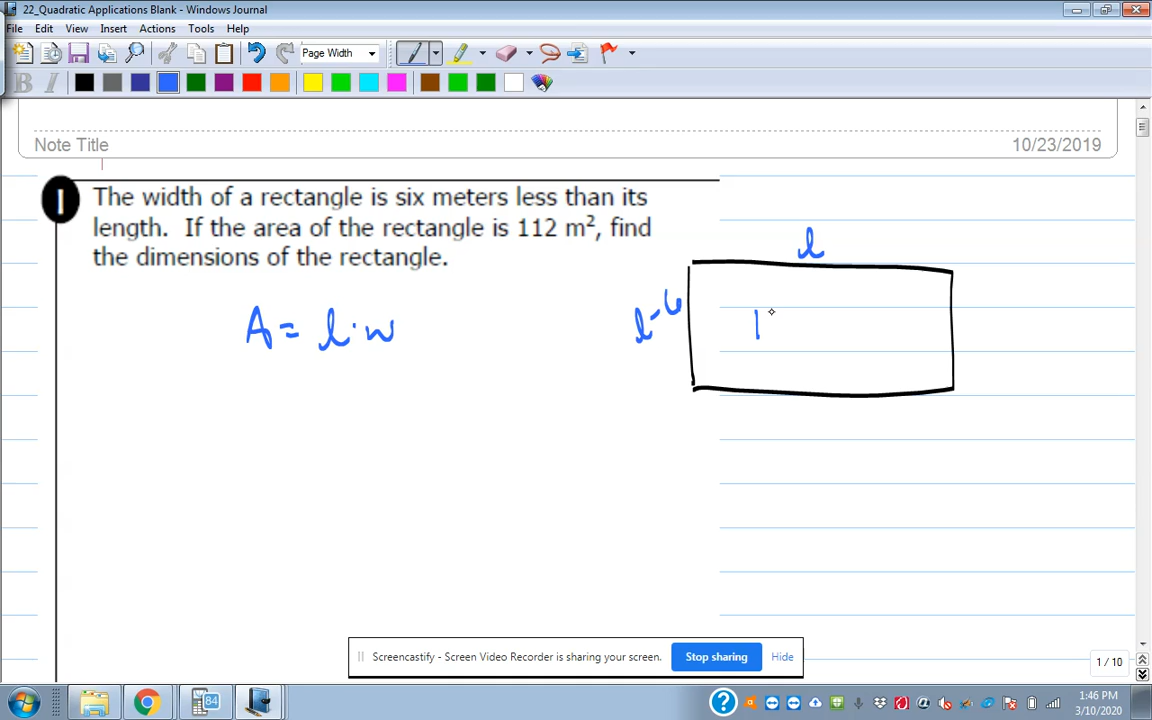 22_Quadratic Applications Blank - Windows Journal
File Edit View Insert Actions Tools Help
Page Width
B I
Note Title 10/23/2019
1 The width of a rectangle is six meters less than its
length. If the area of the rectangle is 112 m², find
the dimensions of the rectangle.
l
A = l · w
l-6
1
Screencastify - Screen Video Recorder is sharing your screen. Stop sharing Hide
1 / 10
84
1:46 PM
3/10/2020